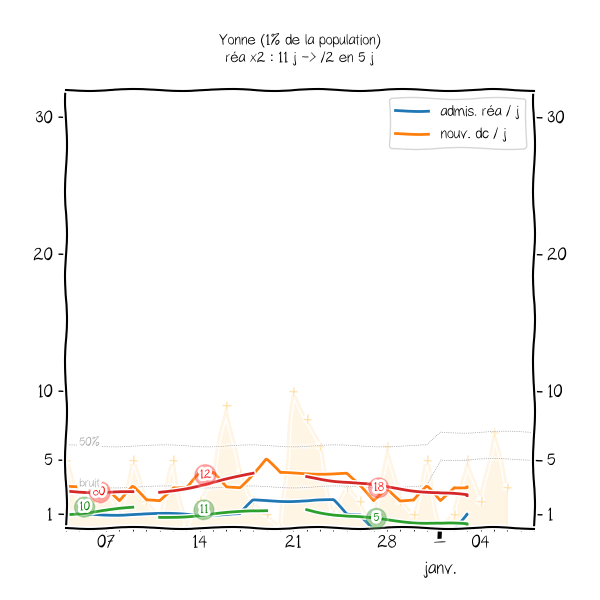 Yonne (1% de la population)
réa x2 : 11 j -> /2 en 5 j
admis. réa / j
nouv. dc / j
30 30
20 20
10 10
50%
5 5
bruit
∞ 12 18
10 11 5
1 1
07 14 21 28 1 04
janv.